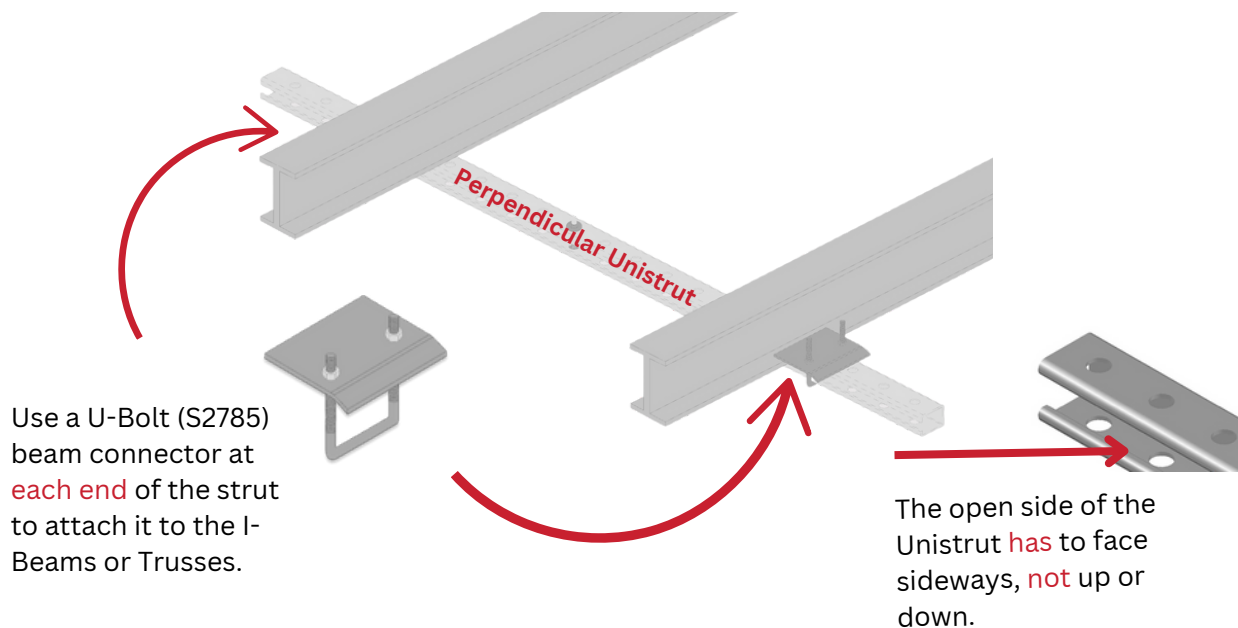 Perpendicular Unistrut
Use a U-Bolt (S2785)
beam connector at
each end of the strut
to attach it to the I-
Beams or Trusses.
The open side of the
Unistrut has to face
sideways, not up or
down.